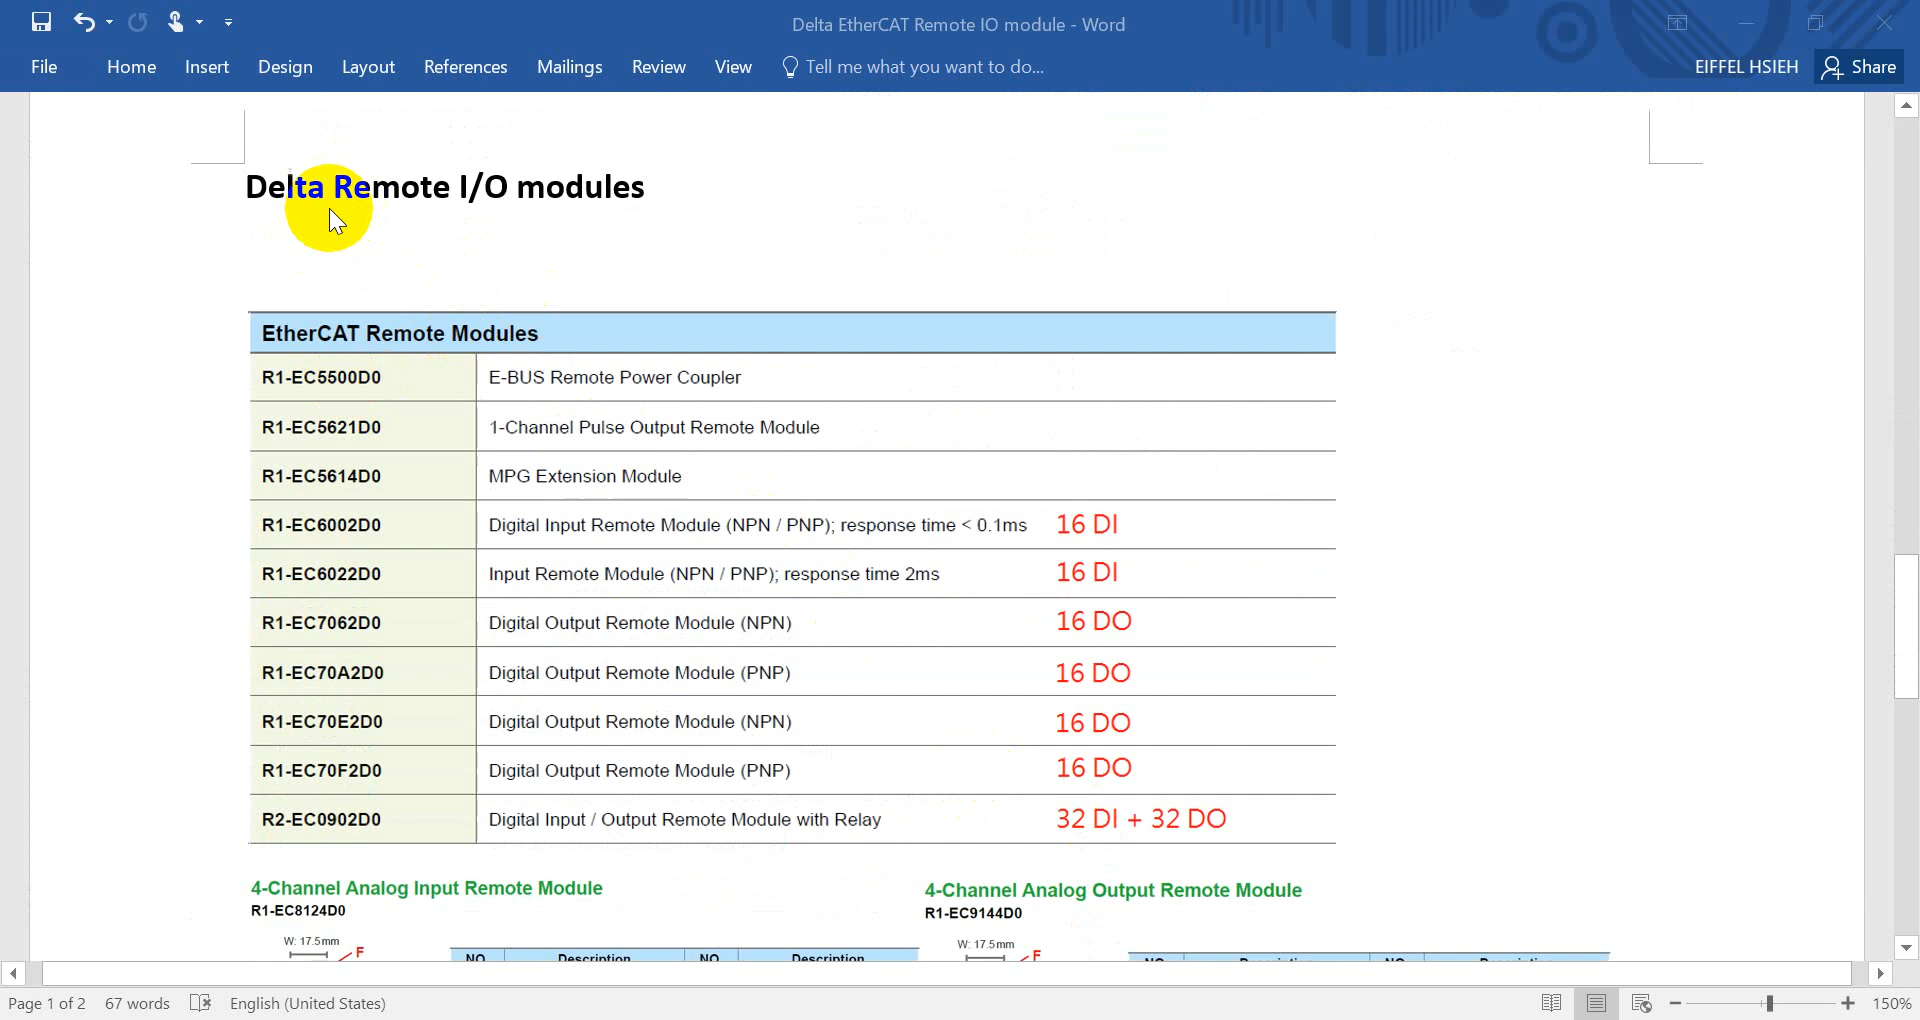 Delta EtherCAT Remote IO module - Word
File Home Insert Design Layout References Mailings Review View Tell me what you want to do... EIFFEL HSIEH Share
Delta Remote I/O modules
EtherCAT Remote Modules
R1-EC5500D0 E-BUS Remote Power Coupler
R1-EC5621D0 1-Channel Pulse Output Remote Module
R1-EC5614D0 MPG Extension Module
R1-EC6002D0 Digital Input Remote Module (NPN / PNP); response time < 0.1ms 16 DI
R1-EC6022D0 Input Remote Module (NPN / PNP); response time 2ms 16 DI
R1-EC7062D0 Digital Output Remote Module (NPN) 16 DO
R1-EC70A2D0 Digital Output Remote Module (PNP) 16 DO
R1-EC70E2D0 Digital Output Remote Module (NPN) 16 DO
R1-EC70F2D0 Digital Output Remote Module (PNP) 16 DO
R2-EC0902D0 Digital Input / Output Remote Module with Relay 32 DI + 32 DO
4-Channel Analog Input Remote Module 4-Channel Analog Output Remote Module
R1-EC8124D0 R1-EC9144D0
W: 17.5mm F W: 17.5mm F
NO Description NO Description
Page 1 of 2 67 words English (United States) 150%